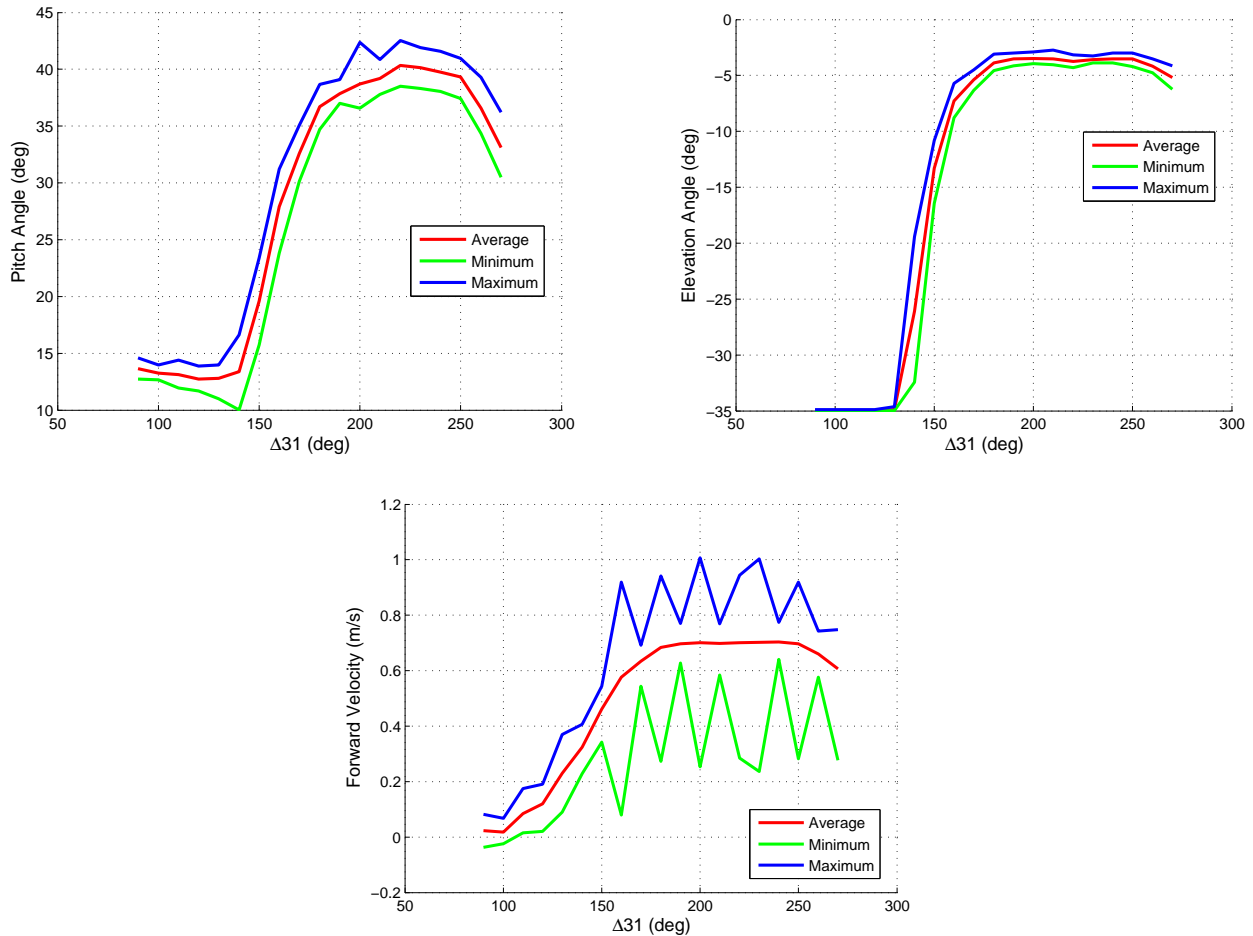 45
40
35
30
25
20
15
10
Pitch Angle (deg)
50
100
150
200
250
300
Δ31 (deg)
Average
Minimum
Maximum
0
−5
−10
−15
−20
−25
−30
−35
Elevation Angle (deg)
50
100
150
200
250
300
Δ31 (deg)
Average
Minimum
Maximum
1.2
1
0.8
0.6
0.4
0.2
0
−0.2
Forward Velocity (m/s)
50
100
150
200
250
300
Δ31 (deg)
Average
Minimum
Maximum